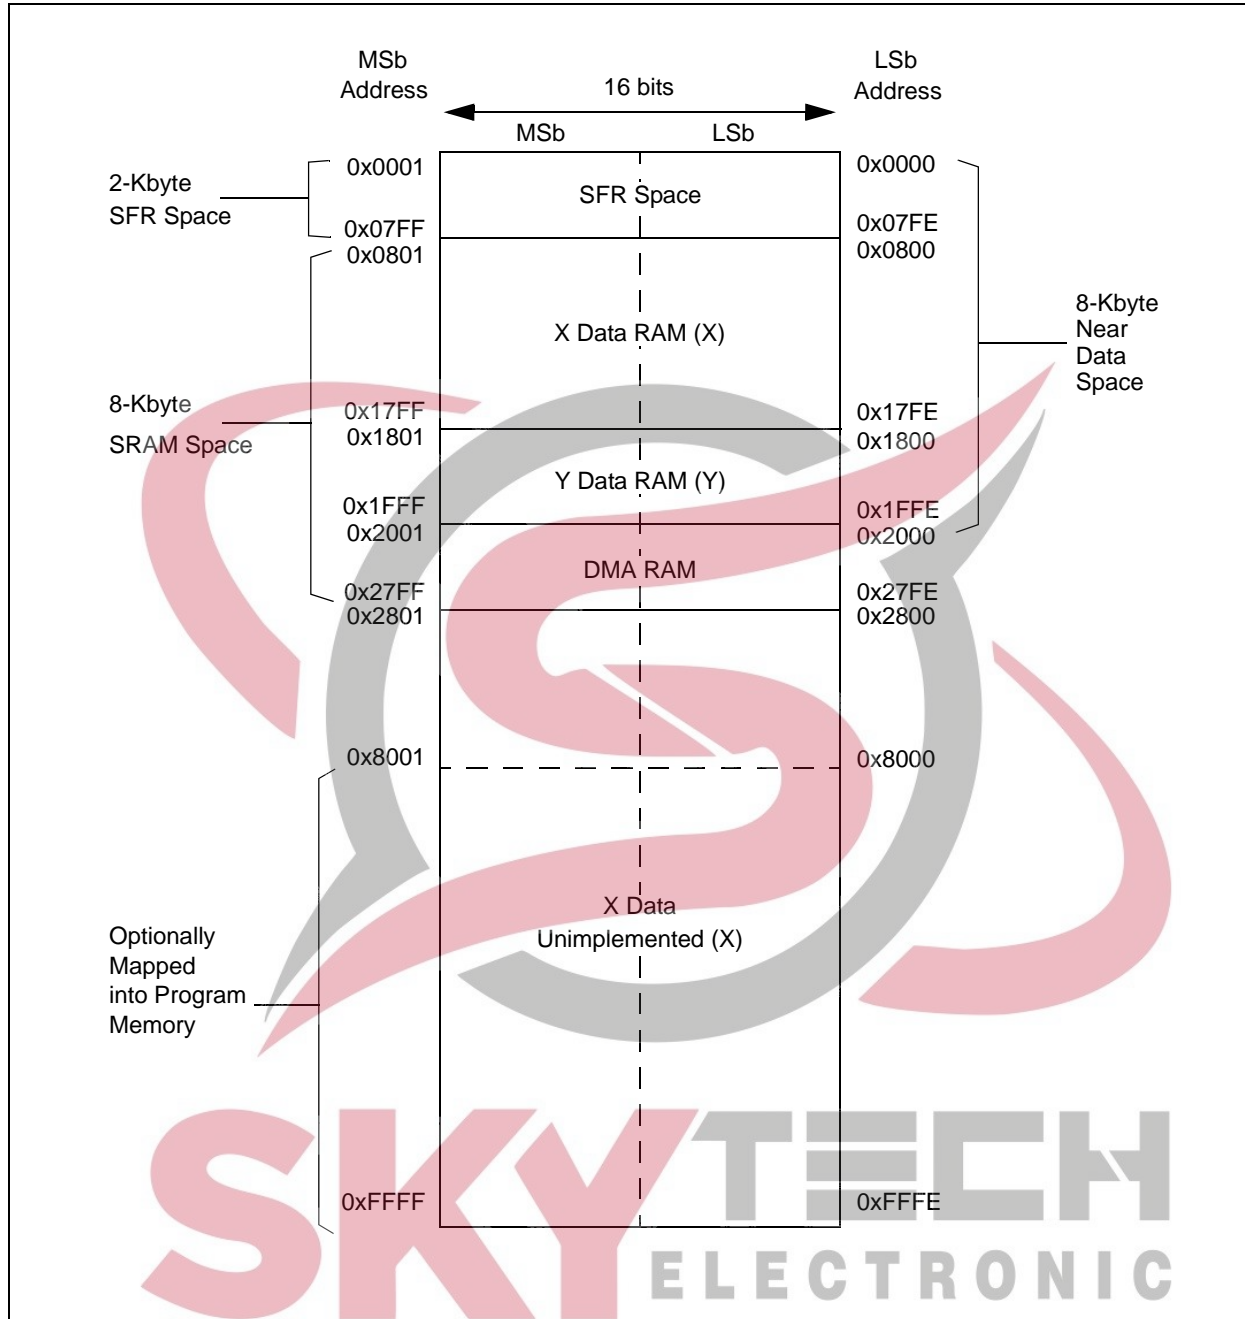 MSb
Address
16 bits
LSb
Address
MSb
LSb
0x0001
0x0000
2-Kbyte
SFR Space
SFR Space
0x07FF
0x07FE
0x0801
0x0800
X Data RAM (X)
8-Kbyte
Near
Data
Space
8-Kbyte
SRAM Space
0x17FF
0x17FE
0x1801
0x1800
Y Data RAM (Y)
0x1FFF
0x1FFE
0x2001
0x2000
DMA RAM
0x27FF
0x27FE
0x2801
0x2800
0x8001
0x8000
X Data
Unimplemented (X)
Optionally
Mapped
into Program
Memory
0xFFFF
0xFFFE
SKYTECH
ELECTRONIC